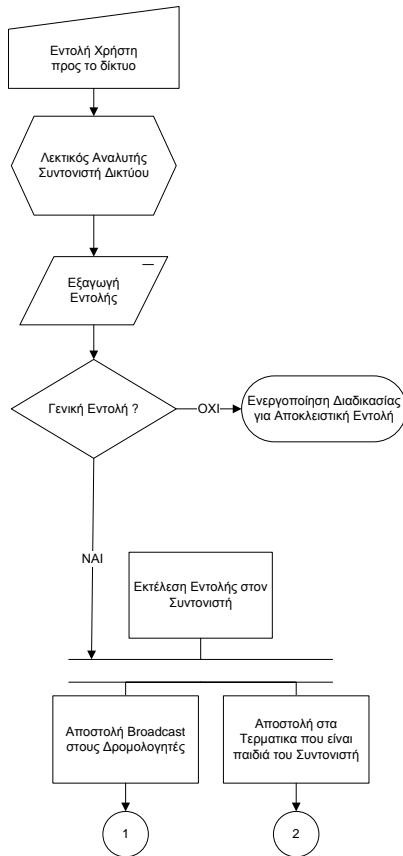 Εντολή Χρήστη
προς το δίκτυο
Λεκτικός Αναλυτής
Συντονιστή Δικτύου
Εξαγωγή
Εντολής
Γενική Εντολή ?
ΟΧΙ
Ενεργοποίηση Διαδικασίας
για Αποκλειστική Εντολή
ΝΑΙ
Εκτέλεση Εντολής στον
Συντονιστή
Αποστολή Broadcast
στους Δρομολογητές
Αποστολή στα
Τερματικα που είναι
παιδιά του Συντονιστή
1
2